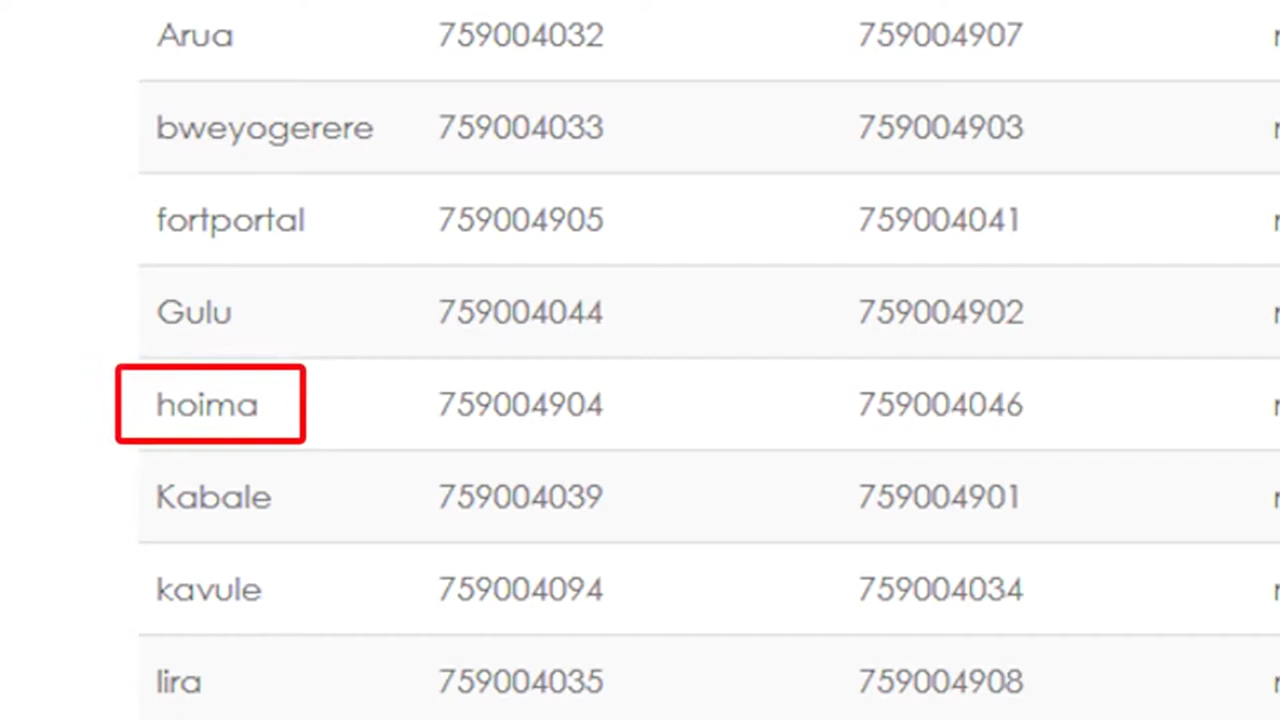 Arua 759004032 759004907
bweyogerere 759004033 759004903
fortportal 759004905 759004041
Gulu 759004044 759004902
hoima 759004904 759004046
Kabale 759004039 759004901
kavule 759004094 759004034
lira 759004035 759004908